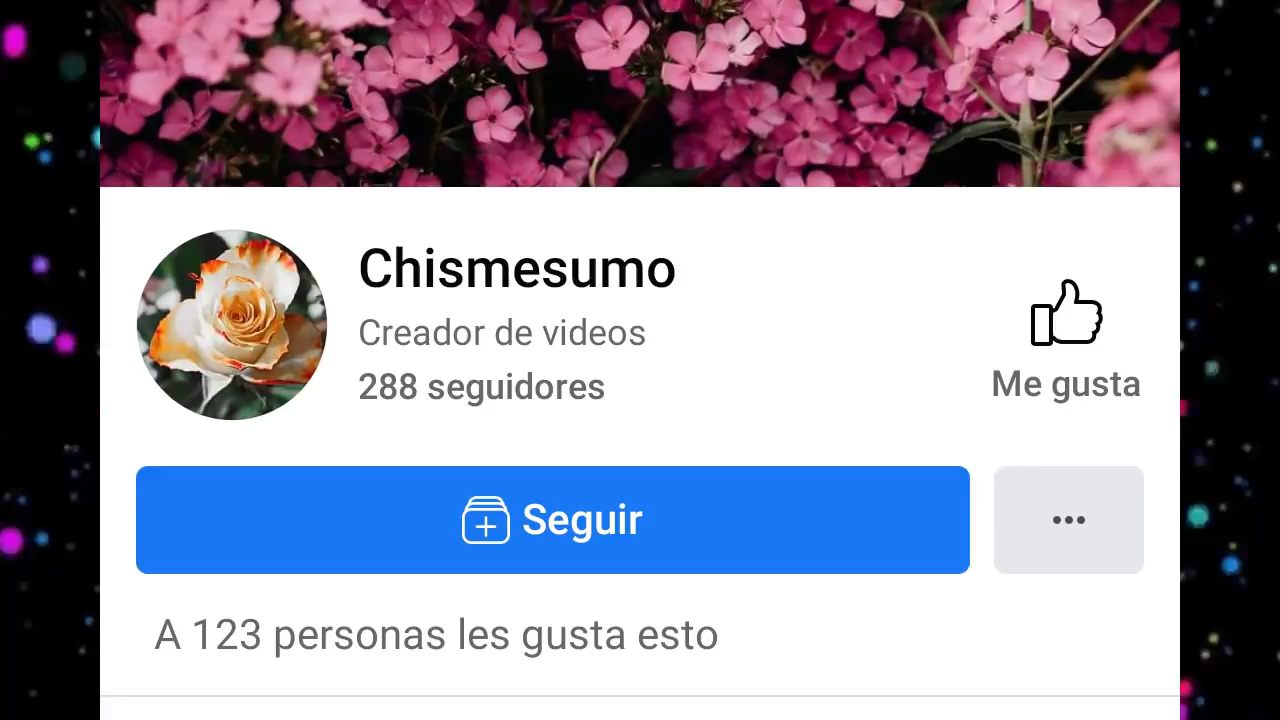 Chismesumo
Creador de videos
288 seguidores
Me gusta
Seguir
A 123 personas les gusta esto